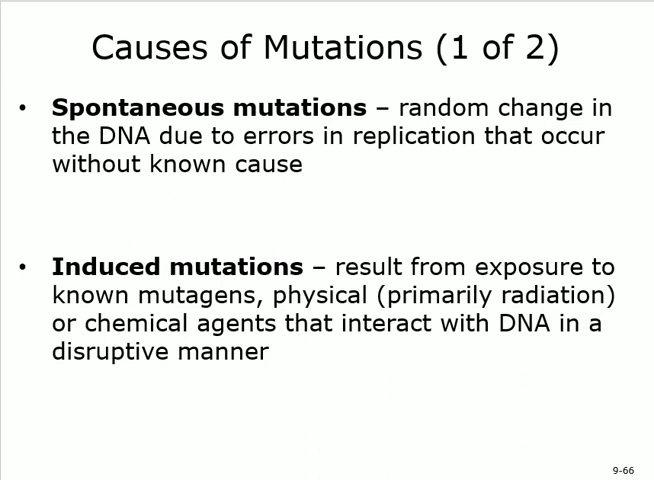 Causes of Mutations (1 of 2)
• Spontaneous mutations – random change in
the DNA due to errors in replication that occur
without known cause
• Induced mutations – result from exposure to
known mutagens, physical (primarily radiation)
or chemical agents that interact with DNA in a
disruptive manner
9-66